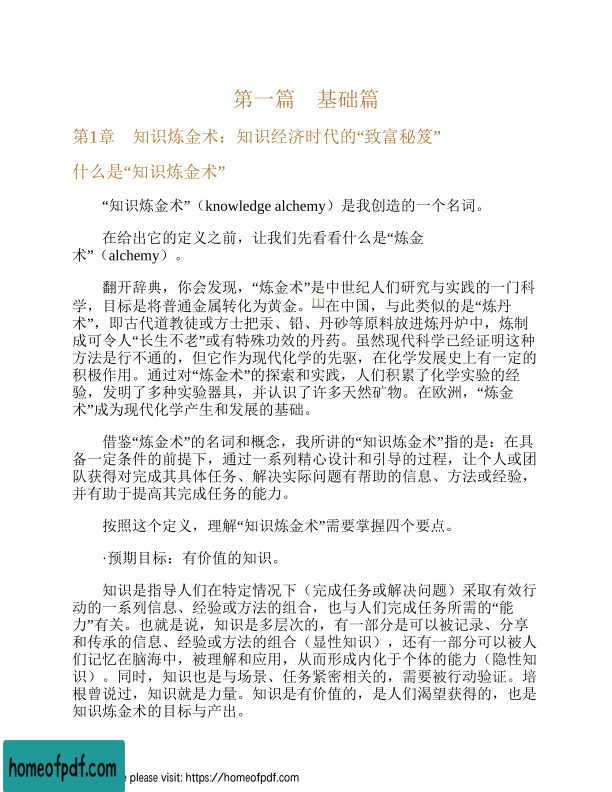 第一篇　基础篇
第1章　知识炼金术：知识经济时代的“致富秘笈”
什么是“知识炼金术”
“知识炼金术”（knowledge alchemy）是我创造的一个名词。
在给出它的定义之前，让我们先看看什么是“炼金
术”（alchemy）。
翻开辞典，你会发现，“炼金术”是中世纪人们研究与实践的一门科
学，目标是将普通金属转化为黄金。[1]在中国，与此类似的是“炼丹
术”，即古代道教徒或方士把汞、铅、丹砂等原料放进炼丹炉中，炼制
成可令人“长生不老”或有特殊功效的丹药。虽然现代科学已经证明这种
方法是行不通的，但它作为现代化学的先驱，在化学发展史上有一定的
积极作用。通过对“炼金术”的探索和实践，人们积累了化学实验的经
验，发明了多种实验器具，并认识了许多天然矿物。在欧洲，“炼金
术”成为现代化学产生和发展的基础。
借鉴“炼金术”的名词和概念，我所讲的“知识炼金术”指的是：在具
备一定条件的前提下，通过一系列精心设计和引导的过程，让个人或团
队获得对完成其具体任务、解决实际问题有帮助的信息、方法或经验，
并有助于提高其完成任务的能力。
按照这个定义，理解“知识炼金术”需要掌握四个要点。
·预期目标：有价值的知识。
知识是指导人们在特定情况下（完成任务或解决问题）采取有效行
动的一系列信息、经验或方法的组合，也与人们完成任务所需的“能
力”有关。也就是说，知识是多层次的，有一部分是可以被记录、分享
和传承的信息、经验或方法的组合（显性知识），还有一部分可以被人
们记忆在脑海中，被理解和应用，从而形成内化于个体的能力（隐性知
识）。同时，知识也是与场景、任务紧密相关的，需要被行动验证。培
根曾说过，知识就是力量。知识是有价值的，是人们渴望获得的，也是
知识炼金术的目标与产出。
homeofpdf.com
please visit: https://homeofpdf.com